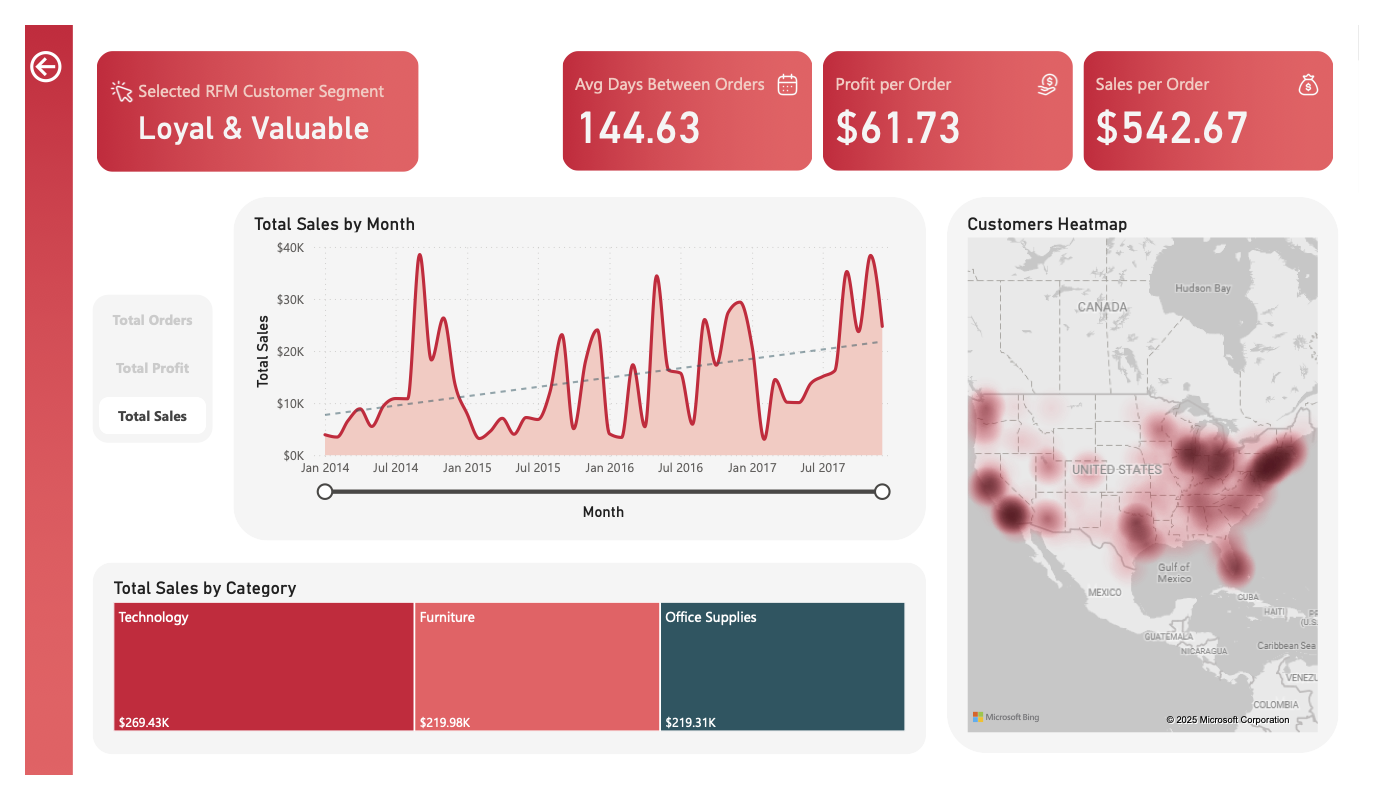 Selected RFM Customer Segment
Loyal & Valuable
Avg Days Between Orders
144.63
Profit per Order
$61.73
Sales per Order
$542.67
Total Orders
Total Profit
Total Sales
Total Sales by Month
Total Sales
$40K
$30K
$20K
$10K
$0K
Jan 2014
Jul 2014
Jan 2015
Jul 2015
Jan 2016
Jul 2016
Jan 2017
Jul 2017
Month
Total Sales by Category
Technology
$269.43K
Furniture
$219.98K
Office Supplies
$219.31K
Customers Heatmap
Hudson Bay
CANADA
UNITED STATES
Gulf of
Mexico
MEXICO
CUBA
HAITI
(U.S.
GUATEMALA
NICARAGUA
Caribbean Sea
VENEZU
COLOMBIA
Microsoft Bing
© 2025 Microsoft Corporation